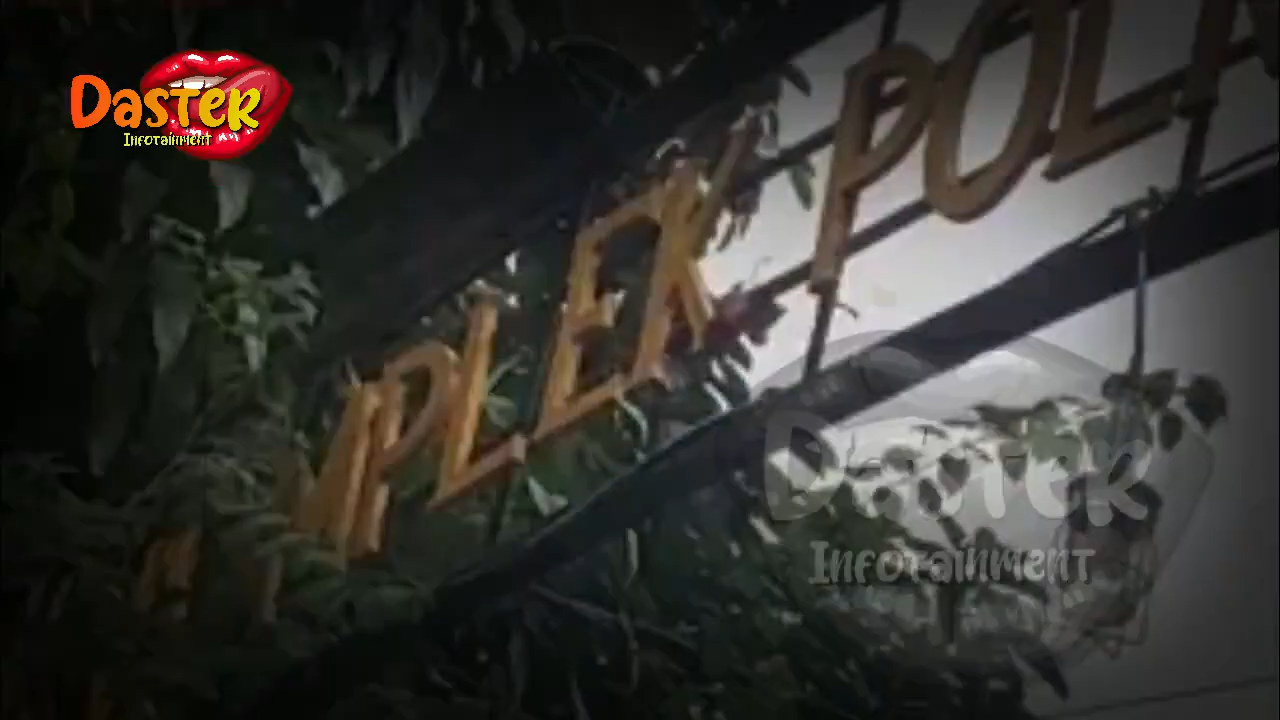 DASTER
INFOTAINMENT
MPLEK POL
DASTER
INFOTAINMENT